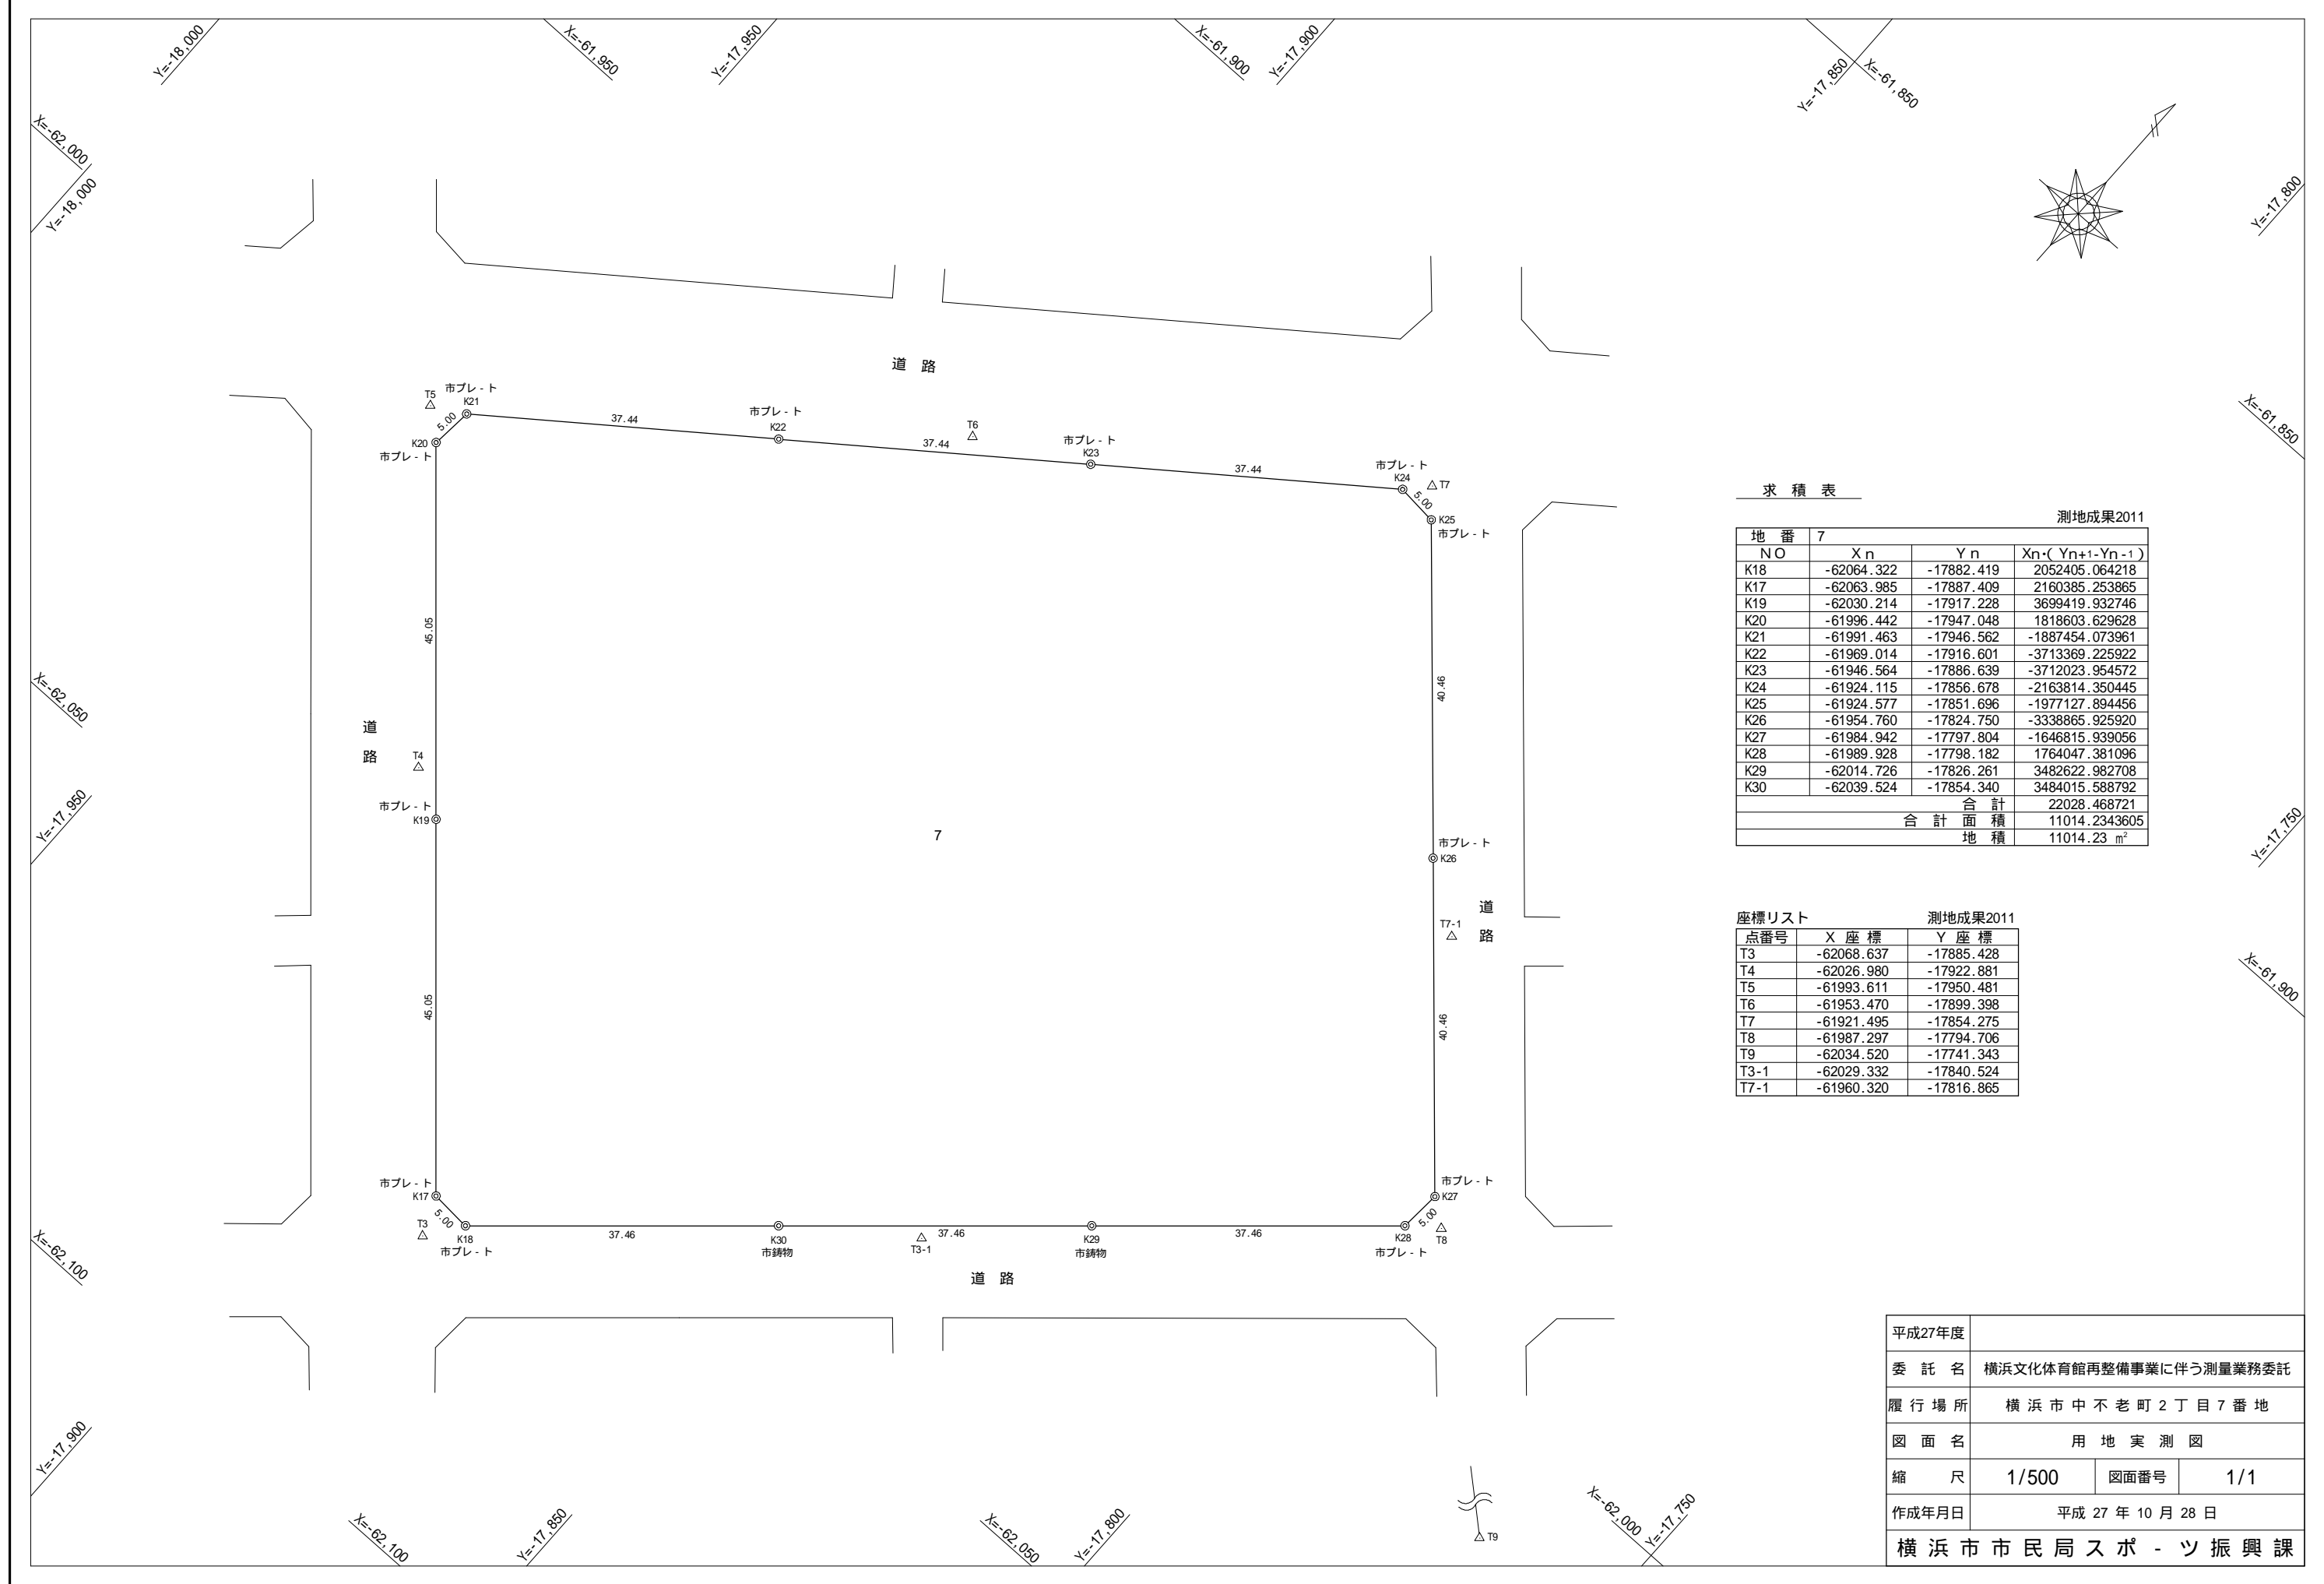 Y=-18,000
X=-61,950
Y=-17,950
X=-61,900
Y=-17,900
Y=-17,850
X=-61,850
X=-62,000
Y=-18,000
Y=-17,800
道 路
市プレ-ト
T5
K21
5.00
37.44
市プレ-ト
K22
T6
37.44
市プレ-ト
K23
37.44
市プレ-ト
K24
T7
5.00
K25
市プレ-ト
K20
市プレ-ト
X=-61,850
45.05
40.46
道
路
T4
市プレ-ト
K19
7
市プレ-ト
K26
T7-1
道
路
X=-62,050
Y=-17,950
45.05
40.46
市プレ-ト
K17
5.00
T3
K18
市プレ-ト
37.46
K30
市鋳物
T3-1
37.46
K29
市鋳物
37.46
市プレ-ト
K27
5.00
K28
市プレ-ト
T8
道 路
求 積 表
測地成果2011
地 番 7
NO Xn Yn Xn・(Yn+1-Yn-1)
K18 -62064.322 -17882.419 2052405.064218
K17 -62063.985 -17887.409 2160385.253865
K19 -62030.214 -17917.228 3699419.932746
K20 -61996.442 -17947.048 1818603.629628
K21 -61991.463 -17946.562 -1887454.073961
K22 -61969.014 -17916.601 -3713369.225922
K23 -61946.564 -17886.639 -3712023.954572
K24 -61924.115 -17856.678 -2163814.350445
K25 -61924.577 -17851.696 -1977127.894456
K26 -61954.760 -17824.750 -3338865.925920
K27 -61984.942 -17797.804 -1646815.939056
K28 -61989.928 -17798.182 1764047.381096
K29 -62014.726 -17826.261 3482622.982708
K30 -62039.524 -17854.340 3484015.588792
合 計 22028.468721
合 計 面 積 11014.2343605
地 積 11014.23 ㎡
Y=-17,750
座標リスト 測地成果2011
点番号 X 座 標 Y 座 標
T3 -62068.637 -17885.428
T4 -62026.980 -17922.881
T5 -61993.611 -17950.481
T6 -61953.470 -17899.398
T7 -61921.495 -17854.275
T8 -61987.297 -17794.706
T9 -62034.520 -17741.343
T3-1 -62029.332 -17840.524
T7-1 -61960.320 -17816.865
X=-61,900
X=-62,100
Y=-17,900
X=-62,100
Y=-17,850
X=-62,050
Y=-17,800
T9
X=-62,000
Y=-17,750
平成27年度
委 託 名 横浜文化体育館再整備事業に伴う測量業務委託
履行場所 横浜市中不老町2丁目7番地
図 面 名 用 地 実 測 図
縮 尺 1/500 図面番号 1/1
作成年月日 平成 27 年 10 月 28 日
横浜市市民局スポ-ツ振興課